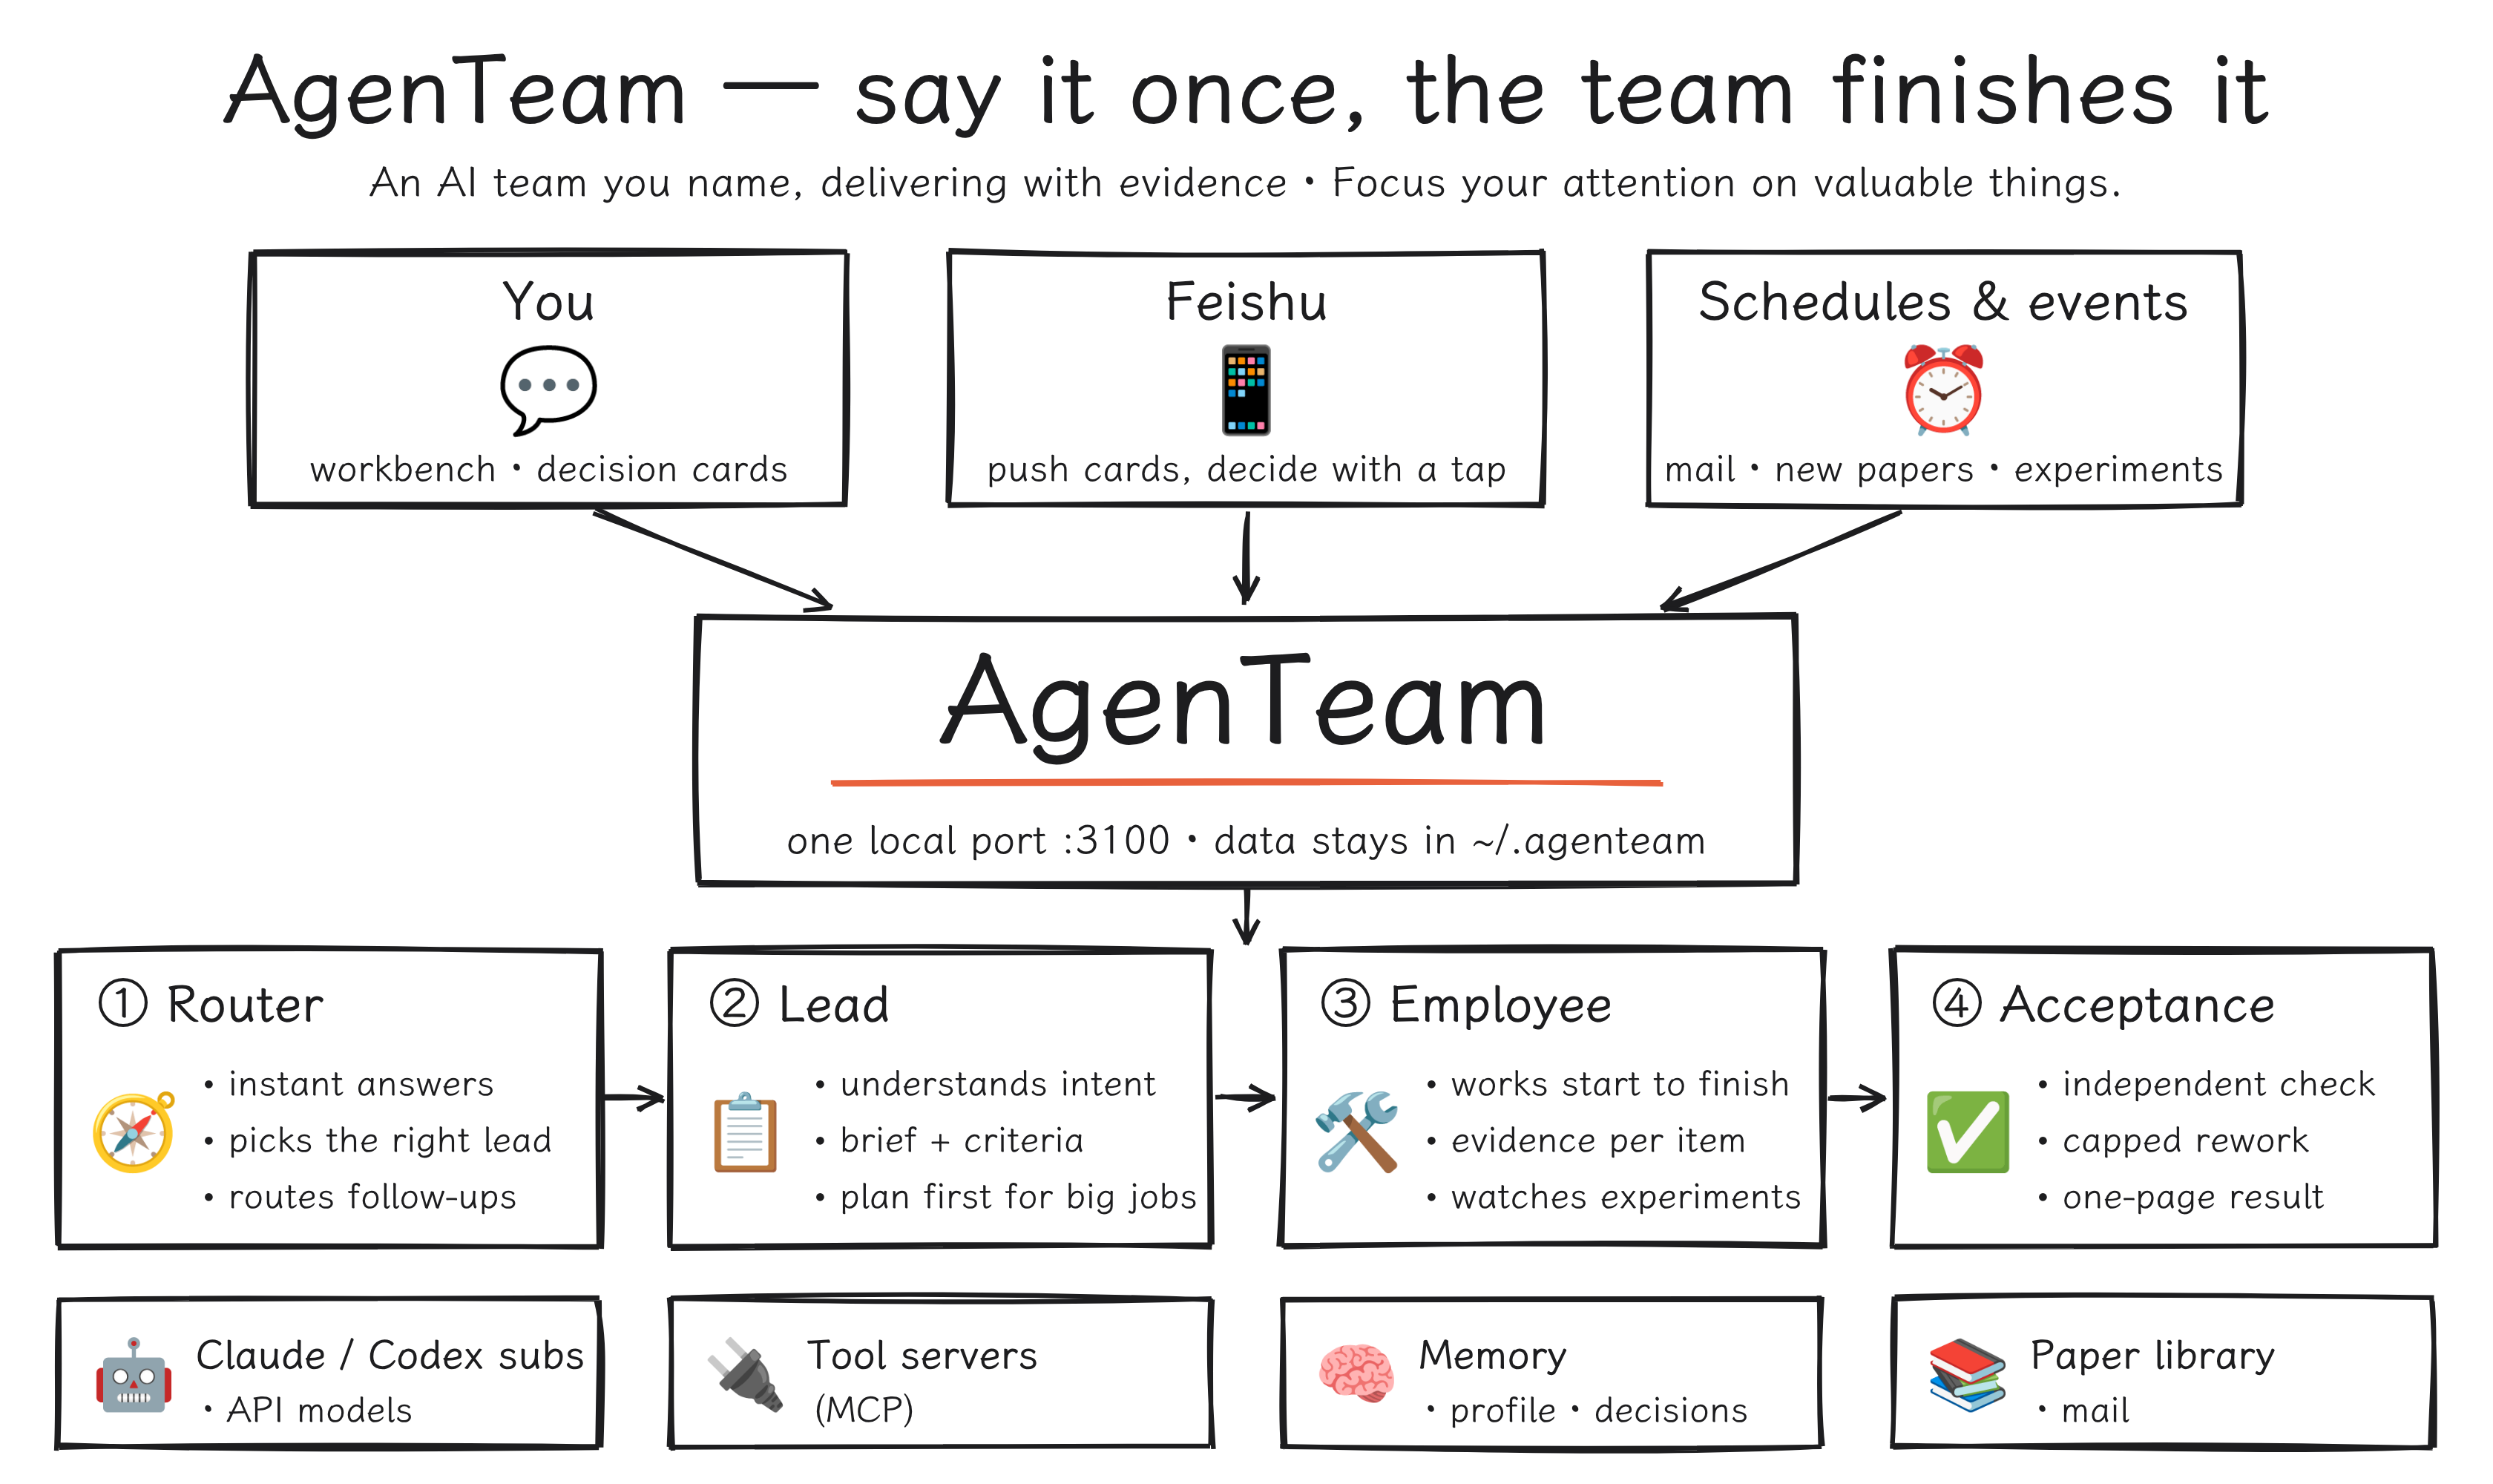 AgenTeam — say it once, the team finishes it
An AI team you name, delivering with evidence • Focus your attention on valuable things.
You
workbench • decision cards
Feishu
push cards, decide with a tap
Schedules & events
mail • new papers • experiments
AgenTeam
one local port :3100 • data stays in ~/.agenteam
① Router
• instant answers
• picks the right lead
• routes follow-ups
② Lead
• understands intent
• brief + criteria
• plan first for big jobs
③ Employee
• works start to finish
• evidence per item
• watches experiments
④ Acceptance
• independent check
• capped rework
• one-page result
Claude / Codex subs
• API models
Tool servers
(MCP)
Memory
• profile • decisions
Paper library
• mail